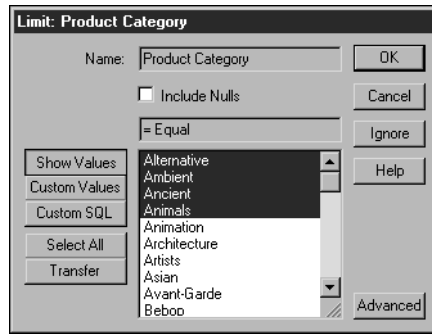 Limit: Product Category
Name: Product Category OK
Include Nulls Cancel
= Equal Ignore
Show Values Alternative Help
Custom Values Ambient
Custom SQL Ancient
Select All Animals
Transfer Animation
Architecture
Artists
Asian
Avant-Garde
Bebop
Advanced